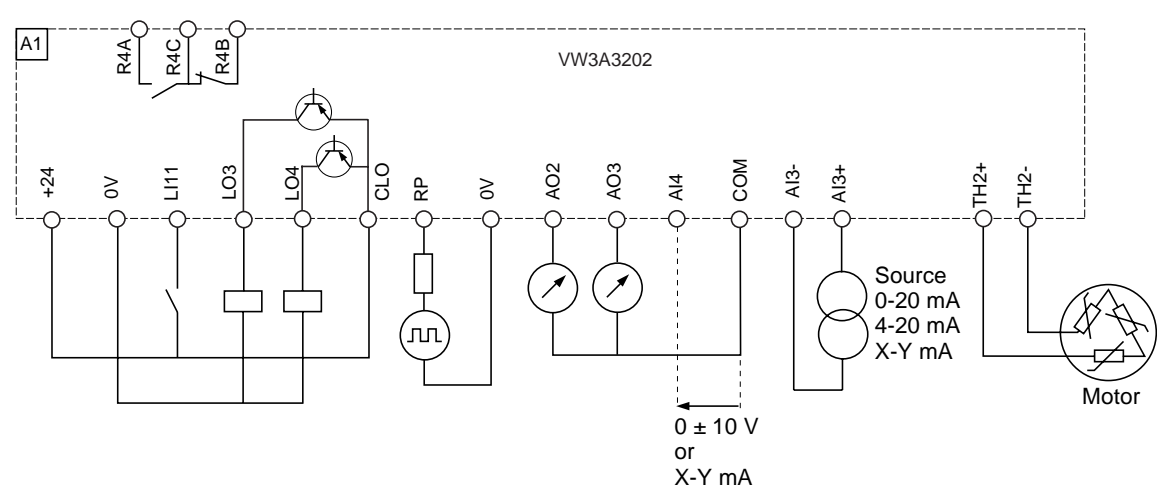 A1
R4A
R4C
R4B
VW3A3202
+24
0V
LI11
LO3
LO4
CLO
RP
0V
AO2
AO3
AI4
COM
AI3-
AI3+
TH2+
TH2-
Source
0-20 mA
4-20 mA
X-Y mA
Motor
0 ± 10 V
or
X-Y mA